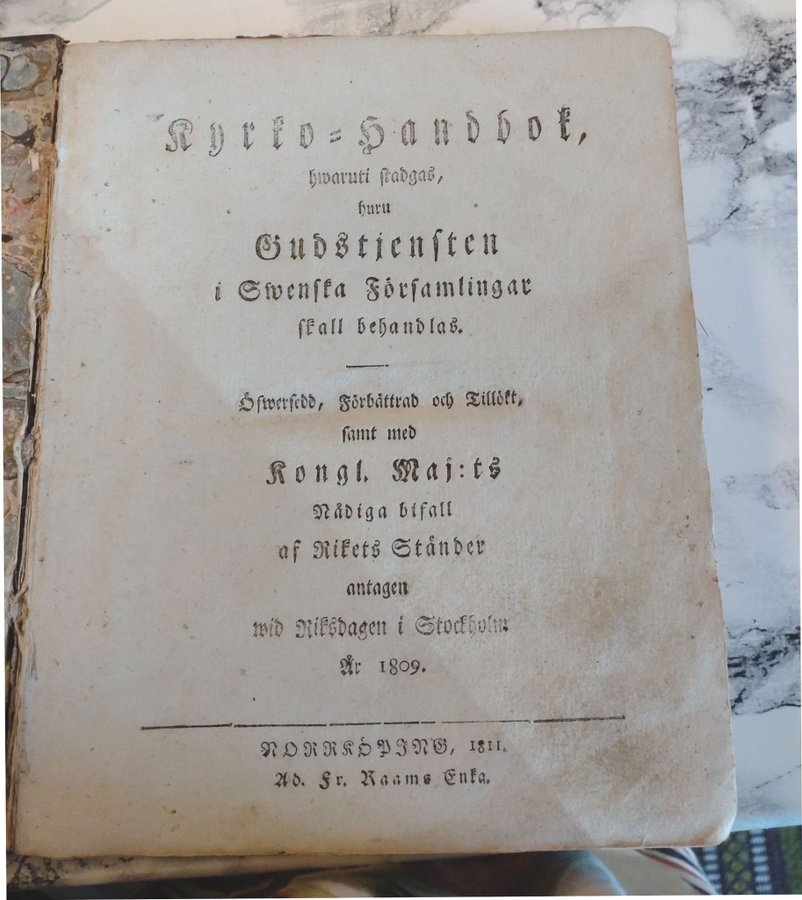 Kyrko-Handbok,
hwaruti stadgas,
huru
Gudstjensten
i Swenska Församlingar
skall behandlas.
Öfwersedd, Förbättrad och Tillökt,
samt med
Kongl. Maj:ts
Nådiga bifall
af Rikets Ständer
antagen
wid Riksdagen i Stockholm
År 1809.
NORRKÖPING, 1811.
Ad. Fr. Raams Enka.